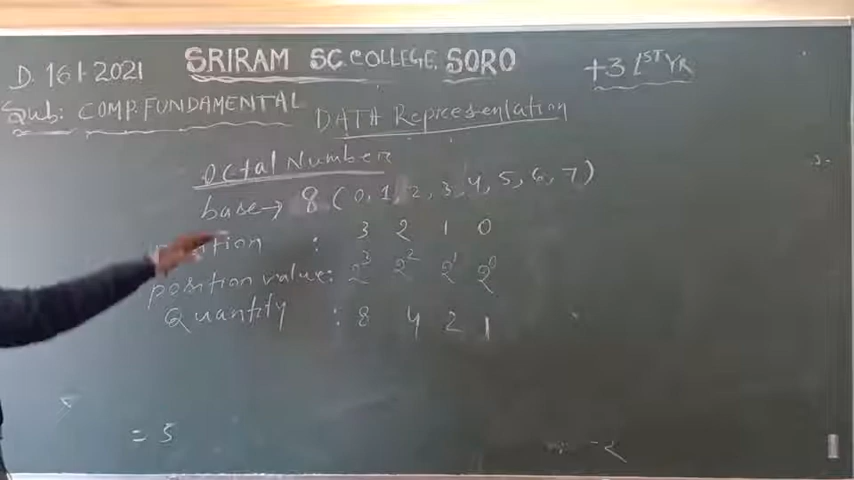 D. 16 1. 2021 SRIRAM SC. COLLEGE, SORO +3 1ST YR
Sub: COMP. FUNDAMENTAL DATA Representation
Octal Number
base → 8 (0, 1, 2, 3, 4, 5, 6, 7)
: 3 2 1 0
position value: 2³ 2² 2¹ 2⁰
Quantity : 8 4 2 1
= 5